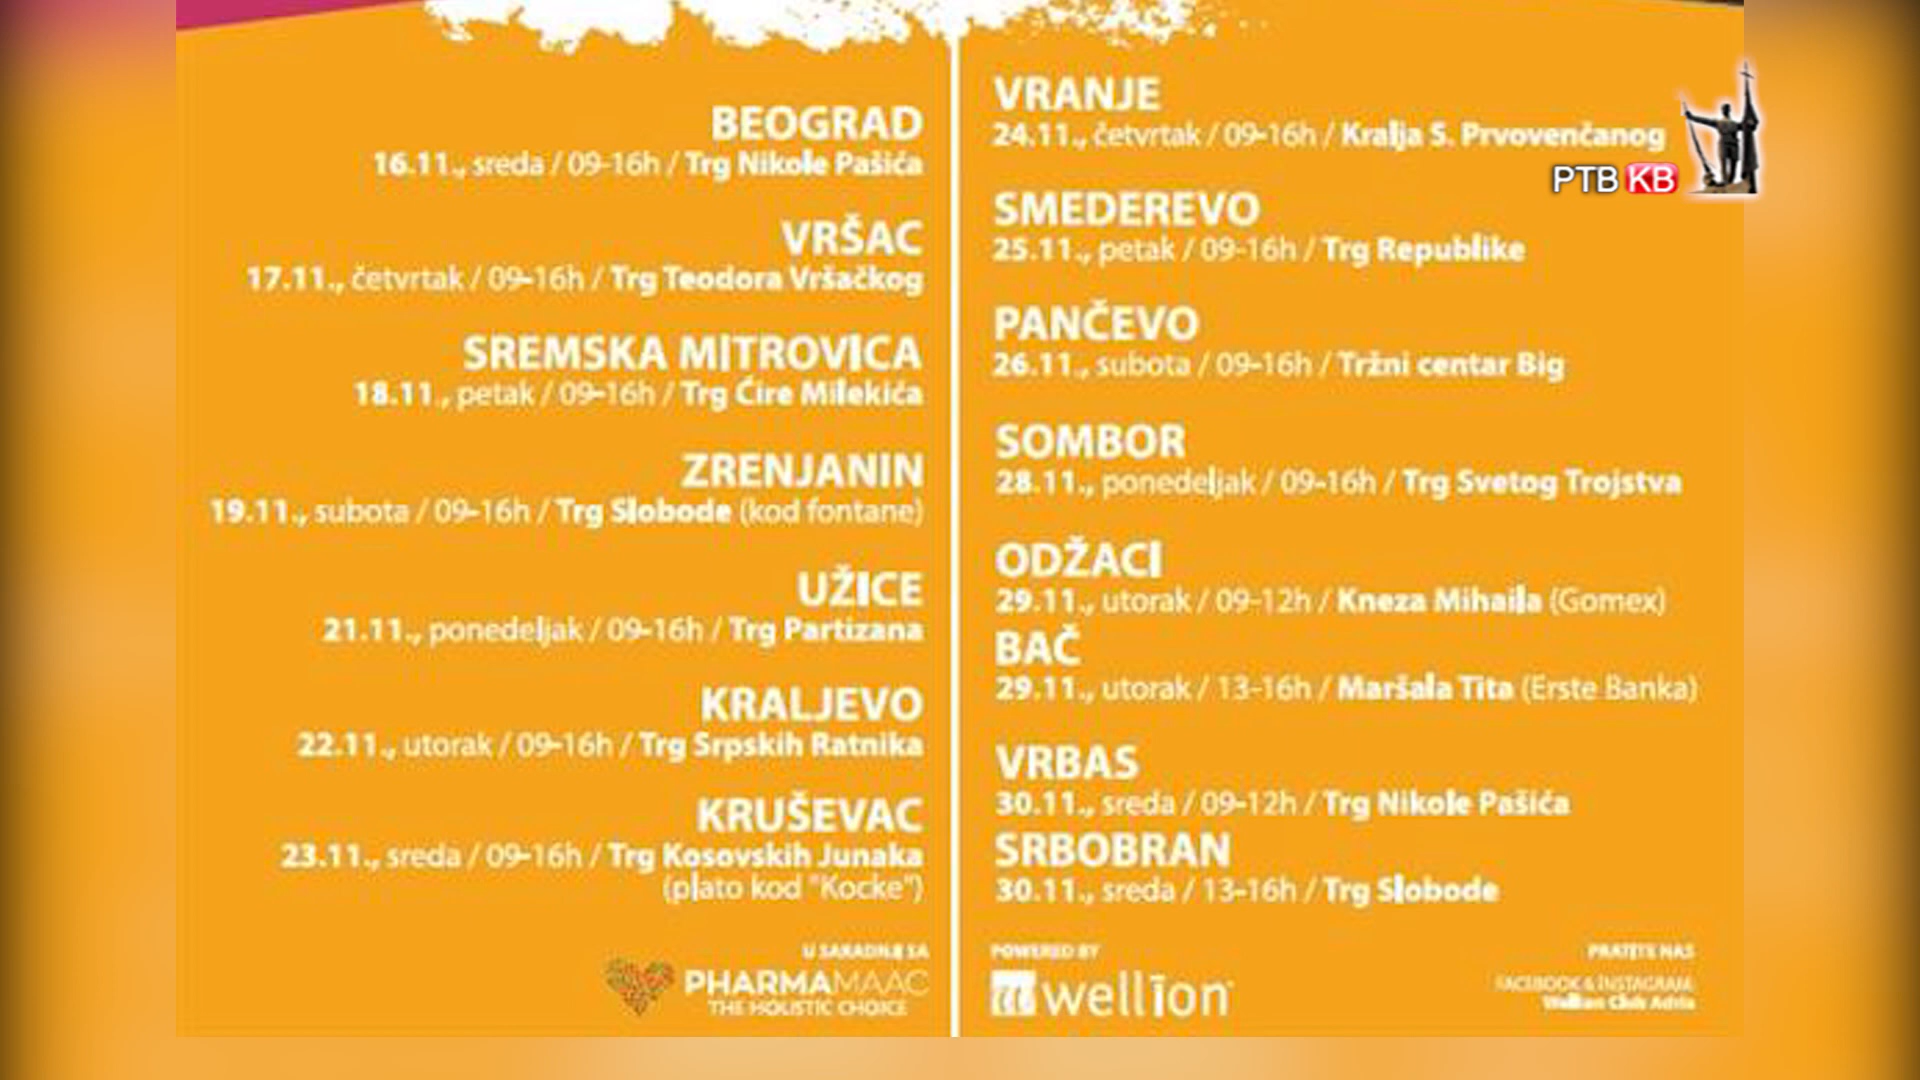 BEOGRAD
16.11., sreda / 09-16h / Trg Nikole Pašića
VRŠAC
17.11., četvrtak / 09-16h / Trg Teodora Vršačkog
SREMSKA MITROVICA
18.11., petak / 09-16h / Trg Ćire Milekića
ZRENJANIN
19.11., subota / 09-16h / Trg Slobode (kod fontane)
UŽICE
21.11., ponedeljak / 09-16h / Trg Partizana
KRALJEVO
22.11., utorak / 09-16h / Trg Srpskih Ratnika
KRUŠEVAC
23.11., sreda / 09-16h / Trg Kosovskih Junaka
(plato kod "Kocke")
U SARADNJI SA
PHARMAMAAC
THE HOLISTIC CHOICE
VRANJE
24.11., četvrtak / 09-16h / Kralja S. Prvovenčanog
SMEDEREVO
25.11., petak / 09-16h / Trg Republike
PANČEVO
26.11., subota / 09-16h / Tržni centar Big
SOMBOR
28.11., ponedeljak / 09-16h / Trg Svetog Trojstva
ODŽACI
29.11., utorak / 09-12h / Kneza Mihaila (Gomex)
BAČ
29.11., utorak / 13-16h / Maršala Tita (Erste Banka)
VRBAS
30.11., sreda / 09-12h / Trg Nikole Pašića
SRBOBRAN
30.11., sreda / 13-16h / Trg Slobode
POWERED BY
wellion
PRATITE NAS
FACEBOOK & INSTAGRAM:
Wellion Club Adria
РТВ КВ